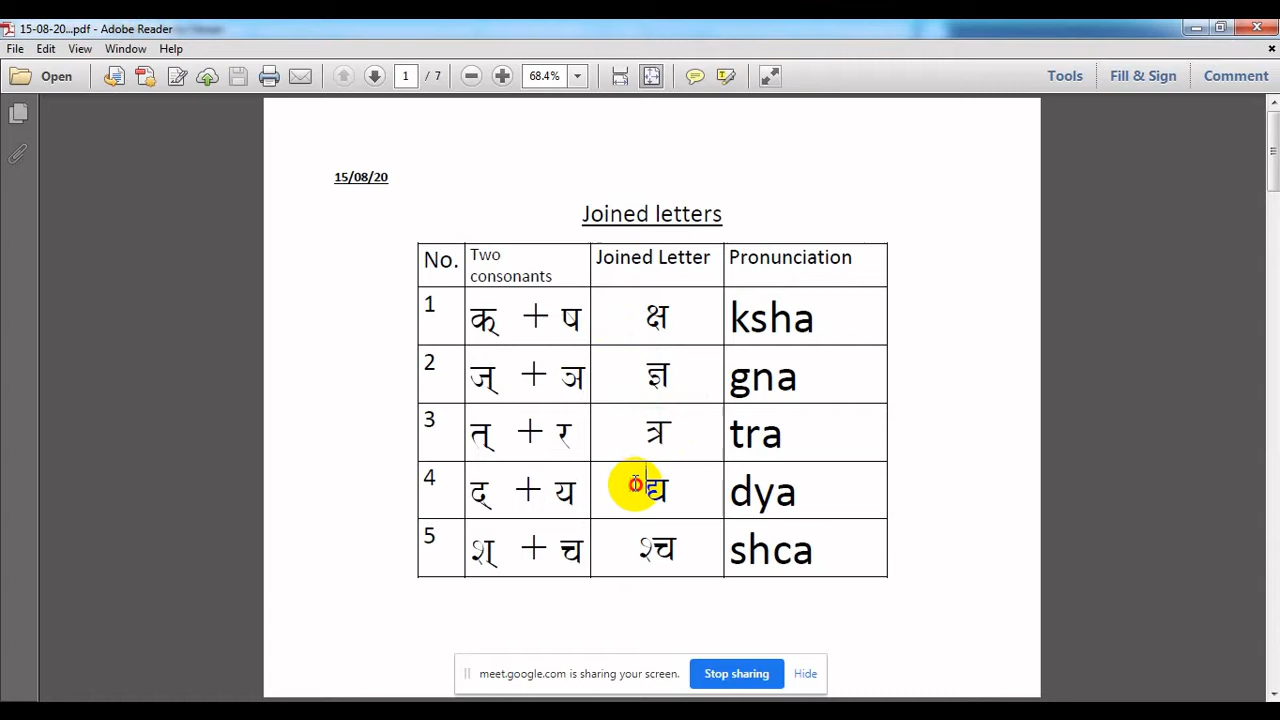 15-08-20...pdf - Adobe Reader
File Edit View Window Help
Open 1 / 7 68.4% Tools Fill & Sign Comment
15/08/20
Joined letters
No. Two consonants Joined Letter Pronunciation
1 क् + ष क्ष ksha
2 ज् + ञ ज्ञ gna
3 त् + र त्र tra
4 द् + य द्य dya
5 श् + च श्च shca
meet.google.com is sharing your screen. Stop sharing Hide